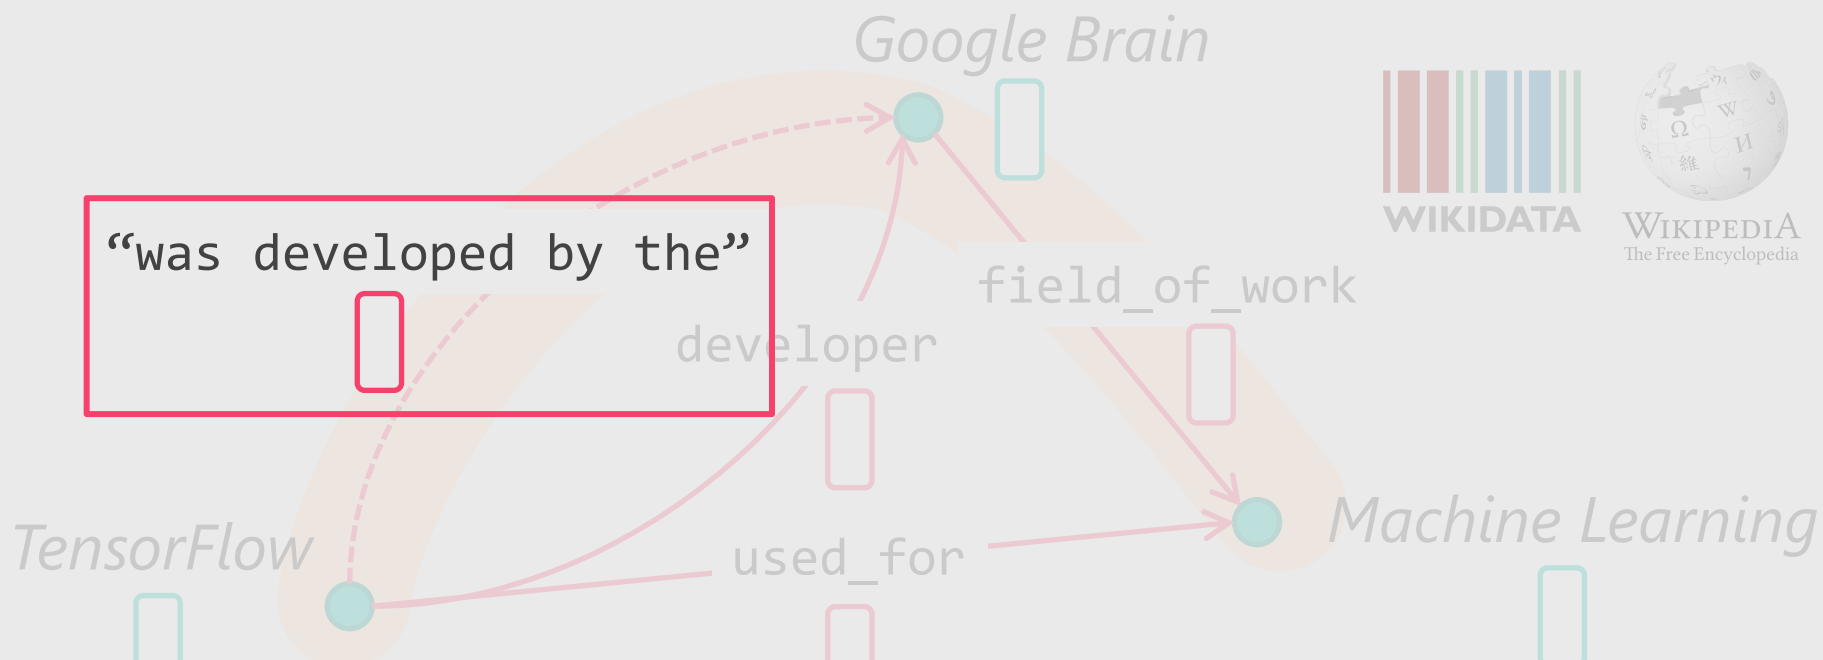 Google Brain
WIKIDATA
WIKIPEDIA
The Free Encyclopedia
“was developed by the”
field_of_work
developer
TensorFlow
used_for
Machine Learning